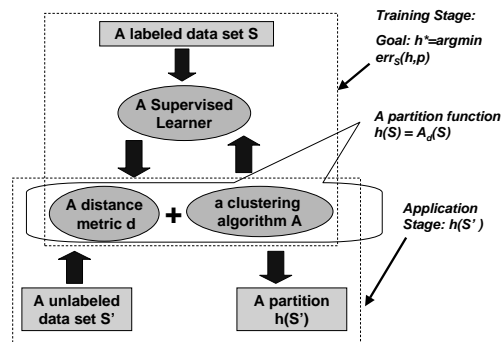 A labeled data set S
Training Stage:
Goal: h*=argmin
err_S(h,p)
A Supervised
Learner
A partition function
h(S) = A_d(S)
A distance
metric d
+
a clustering
algorithm A
Application
Stage: h(S' )
A unlabeled
data set S'
A partition
h(S')